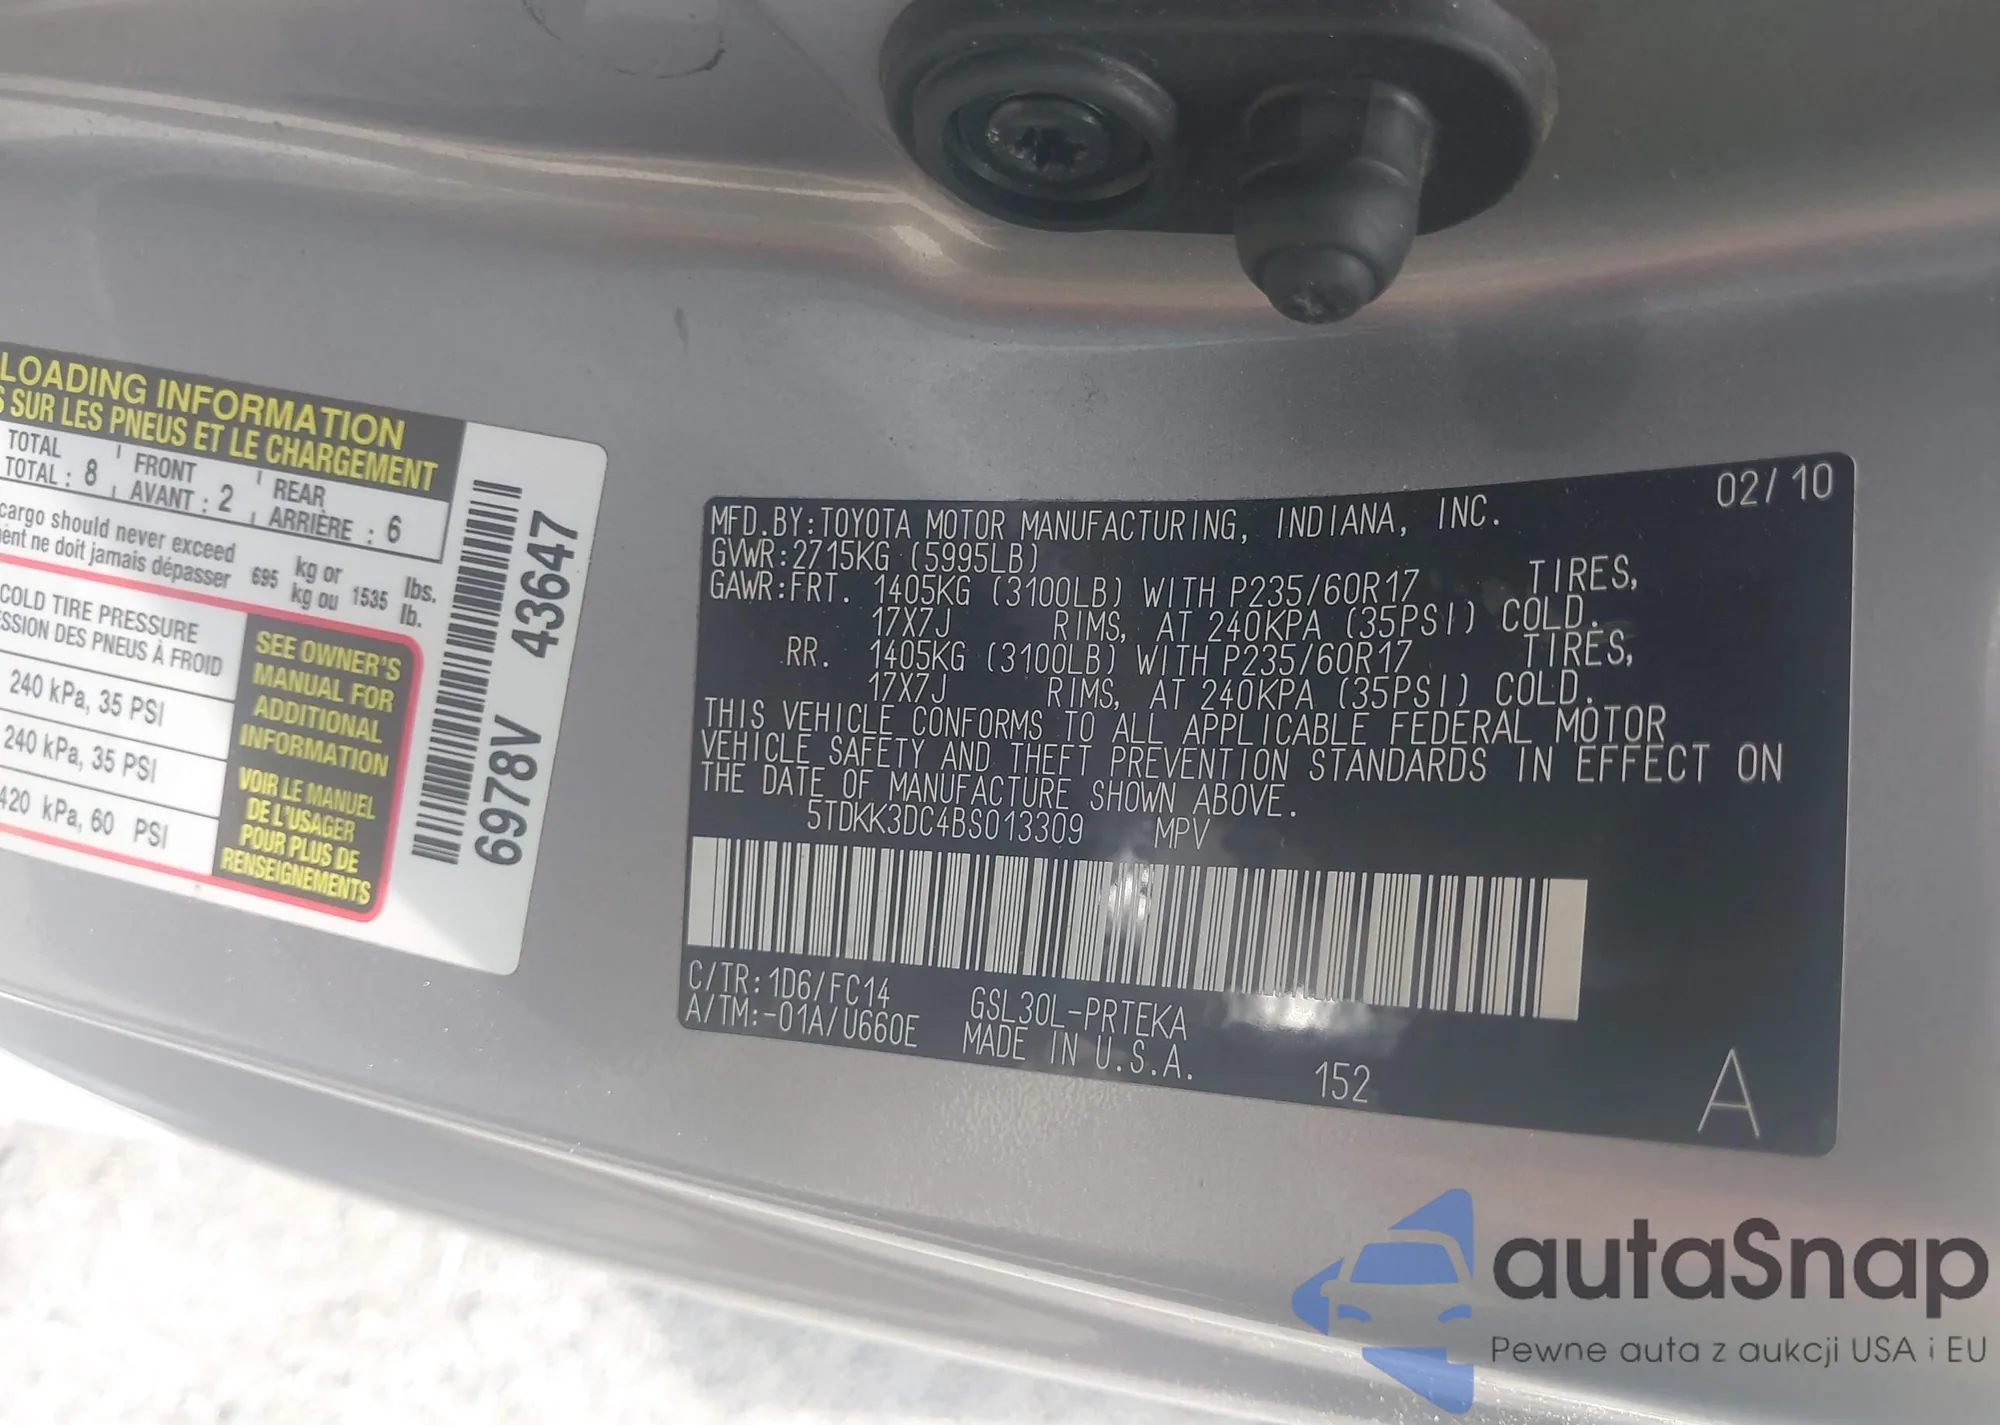 LOADING INFORMATION
SUR LES PNEUS ET LE CHARGEMENT
TOTAL FRONT REAR
TOTAL : 8 AVANT : 2 ARRIÈRE : 6
cargo should never exceed 695 kg or 1535 lbs.
ne doit jamais dépasser kg ou lb.
COLD TIRE PRESSURE
DES PNEUS À FROID
240 kPa, 35 PSI
240 kPa, 35 PSI
420 kPa, 60 PSI
SEE OWNER'S
MANUAL FOR
ADDITIONAL
INFORMATION
VOIR LE MANUEL
DE L'USAGER
POUR PLUS DE
RENSEIGNEMENTS
6978V 43647
02/10
MFD.BY:TOYOTA MOTOR MANUFACTURING, INDIANA, INC.
GVWR:2715KG (5995LB)
GAWR:FRT. 1405KG (3100LB) WITH P235/60R17 TIRES,
17X7J RIMS, AT 240KPA (35PSI) COLD.
RR. 1405KG (3100LB) WITH P235/60R17 TIRES,
17X7J RIMS, AT 240KPA (35PSI) COLD.
THIS VEHICLE CONFORMS TO ALL APPLICABLE FEDERAL MOTOR
VEHICLE SAFETY AND THEFT PREVENTION STANDARDS IN EFFECT ON
THE DATE OF MANUFACTURE SHOWN ABOVE.
5TDKK3DC4BS013309 MPV
C/TR:1D6/FC14 GSL30L-PRTEKA
A/TM:-01A/U660E MADE IN U.S.A.
152
A
autaSnap
Pewne auta z aukcji USA i EU